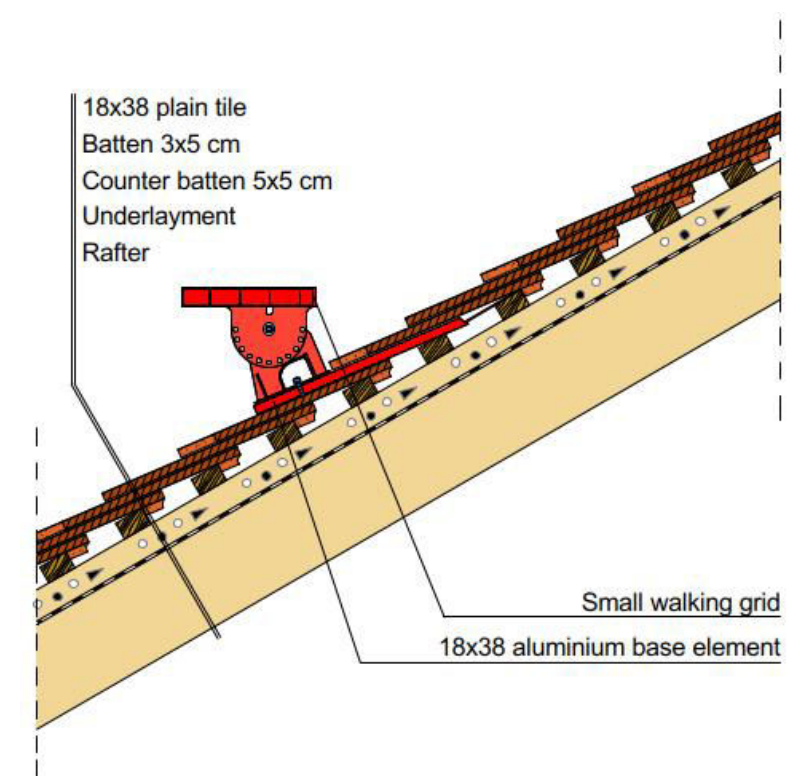 18x38 plain tile
Batten 3x5 cm
Counter batten 5x5 cm
Underlayment
Rafter
Small walking grid
18x38 aluminium base element